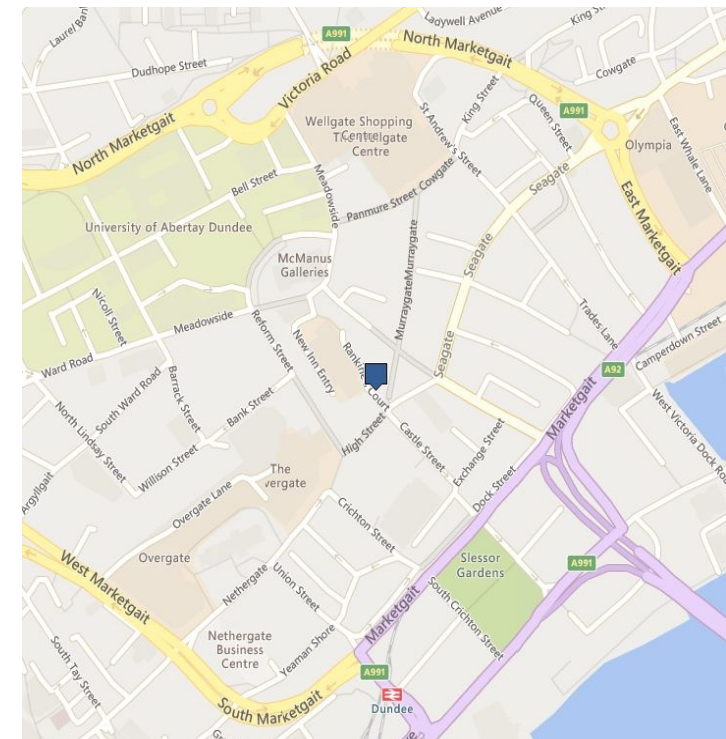 Laurel Ban
A991
Ladywell Avenue
King St
North Marketgait
Dudhope Street
Victoria Road
Cowgate
King Street
St Andrew's Street
Queen Street
A991
North Marketgait
Wellgate Shopping
Centre
The Wellgate
Centre
Olympia
East Whale Lane
Bell Street
Meadowside
Panmure Street
Cowgate
Seagate
East Marketgait
University of Abertay Dundee
McManus
Galleries
Murraygate
Murraygate
Seagate
Nicoll Street
Meadowside
Reform Street
New Inn Entry
Trades Lane
Camperdown Street
Ward Road
Seagate
A92
Marketgait
South Ward Road
Barrack Street
Bank Street
High Street
Castle Street
Exchange Street
West Victoria Dock Roa
North Lindsay Street
Willison Street
Argyllgait
The
vergate
Overgate Lane
Dock Street
Crichton Street
Overgate
Slessor
Gardens
A991
West Marketgait
Nethergate
Union Street
Marketgait
South Crichton Street
Nethergate
Business
Centre
Yeaman Shore
South Tay Street
A991
South Marketgait
Dundee